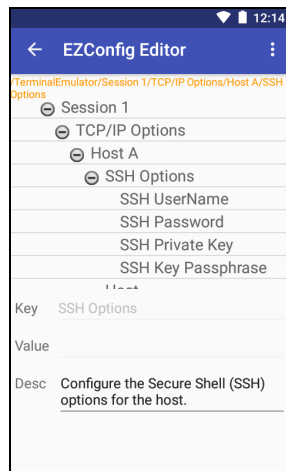 12:14
EZConfig Editor
/TerminalEmulator/Session 1/TCP/IP Options/Host A/SSH
Options
Session 1
TCP/IP Options
Host A
SSH Options
SSH UserName
SSH Password
SSH Private Key
SSH Key Passphrase
Host
Key SSH Options
Value
Desc Configure the Secure Shell (SSH)
options for the host.